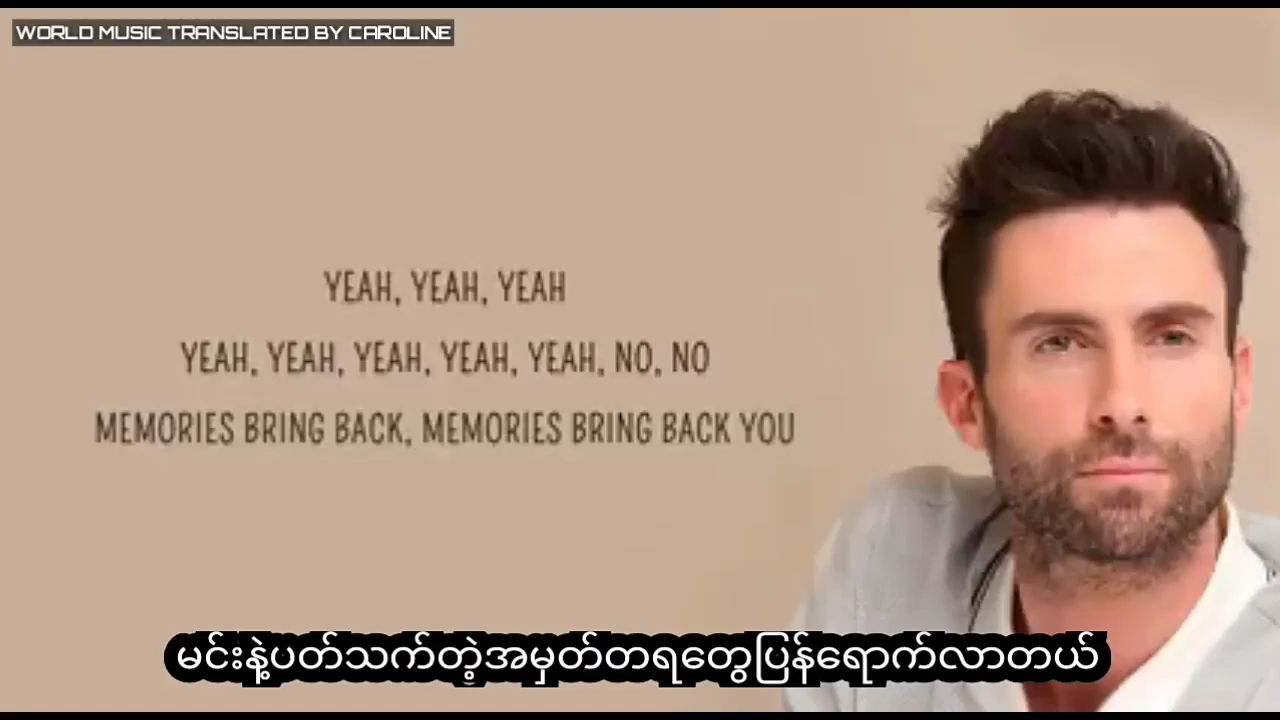 WORLD MUSIC TRANSLATED BY CAROLINE
YEAH, YEAH, YEAH
YEAH, YEAH, YEAH, YEAH, YEAH, NO, NO
MEMORIES BRING BACK, MEMORIES BRING BACK YOU
မင်းနဲ့ပတ်သက်တဲ့အမှတ်တရတွေပြန်ရောက်လာတယ်